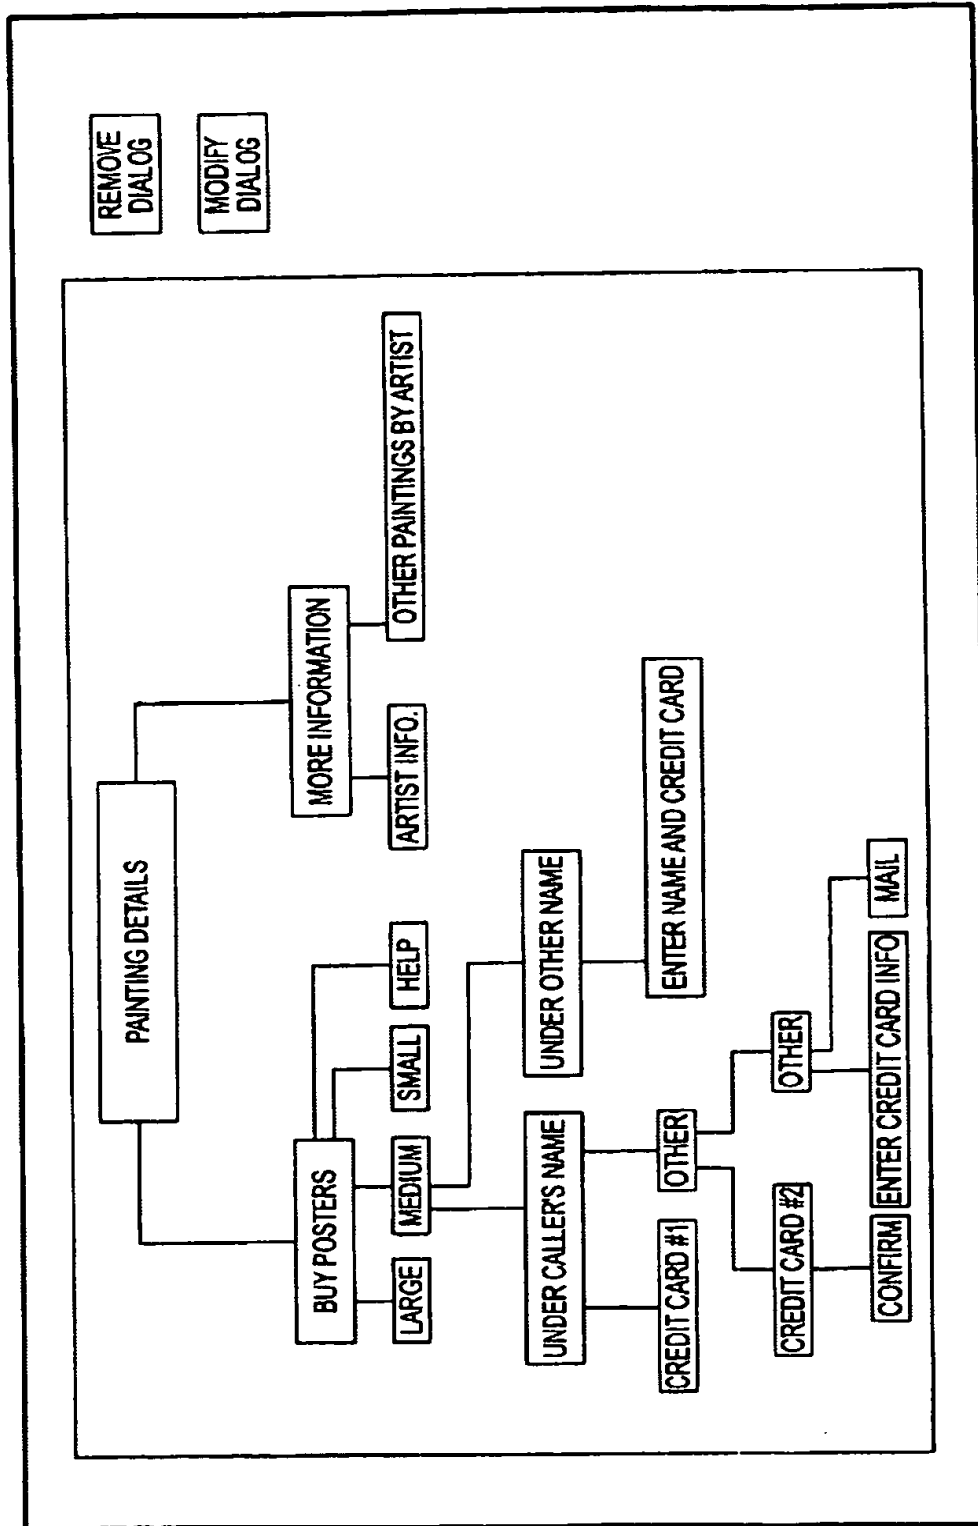 REMOVE
DIALOG
MODIFY
DIALOG
PAINTING DETAILS
BUY POSTERS
MORE INFORMATION
LARGE
MEDIUM
SMALL
HELP
ARTIST INFO.
OTHER PAINTINGS BY ARTIST
UNDER CALLER'S NAME
UNDER OTHER NAME
CREDIT CARD #1
OTHER
ENTER NAME AND CREDIT CARD
CREDIT CARD #2
OTHER
CONFIRM
ENTER CREDIT CARD INFO
MAIL